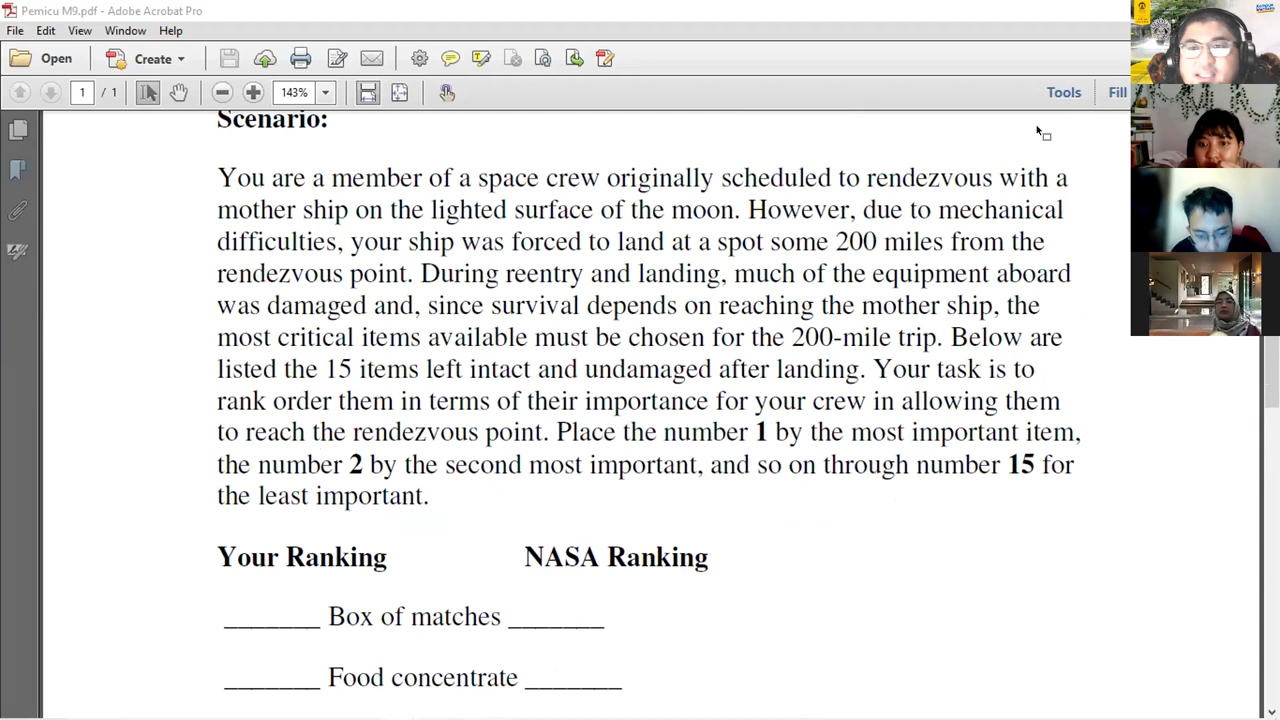 Pemicu M9.pdf - Adobe Acrobat Pro
File Edit View Window Help
Open Create
1 / 1 143% Tools Fill
Scenario:
You are a member of a space crew originally scheduled to rendezvous with a
mother ship on the lighted surface of the moon. However, due to mechanical
difficulties, your ship was forced to land at a spot some 200 miles from the
rendezvous point. During reentry and landing, much of the equipment aboard
was damaged and, since survival depends on reaching the mother ship, the
most critical items available must be chosen for the 200-mile trip. Below are
listed the 15 items left intact and undamaged after landing. Your task is to
rank order them in terms of their importance for your crew in allowing them
to reach the rendezvous point. Place the number 1 by the most important item,
the number 2 by the second most important, and so on through number 15 for
the least important.
Your Ranking NASA Ranking
_______ Box of matches _______
_______ Food concentrate _______